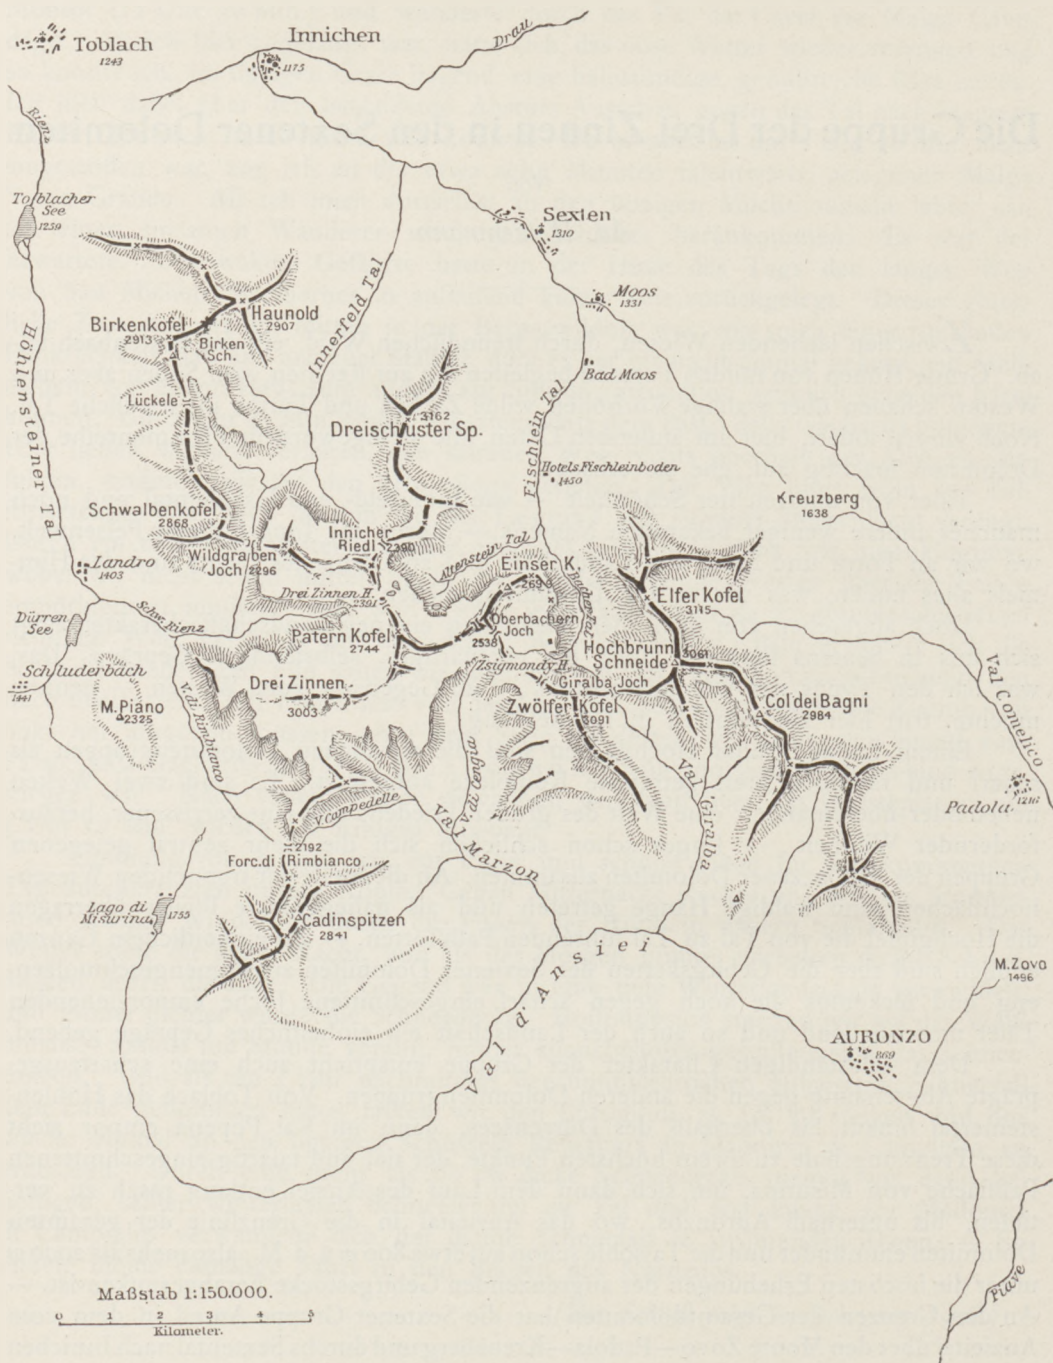 Innichen
Drau
Toblach
1243
1175
Rienz
Toblacher
See
1259
Sexten
1310
Moos
1331
Haunold
2907
Birkenkofel
2913
Birken
Sch.
Innerfeld Tal
Höhlensteiner Tal
Bad Moos
Lückele
3162
Dreischuster Sp.
Fischlein Tal
Hotels Fischleinboden
1450
Kreuzberg
1638
Schwalbenkofel
2868
Innicher
Riedl
2390
Wildgraben
Joch 2296
Altenstein Tal
Landro
1403
Einser K.
Elfer Kofel
3115
Drei Zinnen H.
2391
Dürren
See
Schw. Rienz
Oberbachern
Joch
2538
Patern Kofel
2744
Hochbrunn
Schneide
3061
Zsigmondy H.
Schluderbach
Giralba Joch
Val Comelico
Drei Zinnen
3003
Zwölfer Kofel
3091
Col dei Bagni
2984
M. Piano
2325
V. di Rimbianco
V. di Cengia
Val Giralba
Padola
V. Campedelle
Val Marzon
2192
Forc. di Rimbianco
Lago di
Misurina
1755
Cadinspitzen
2841
Val d'Ansiei
M. Zovo
1496
AURONZO
869
Piave
Maßstab 1:150.000.
0 1 2 3 4 5
Kilometer.